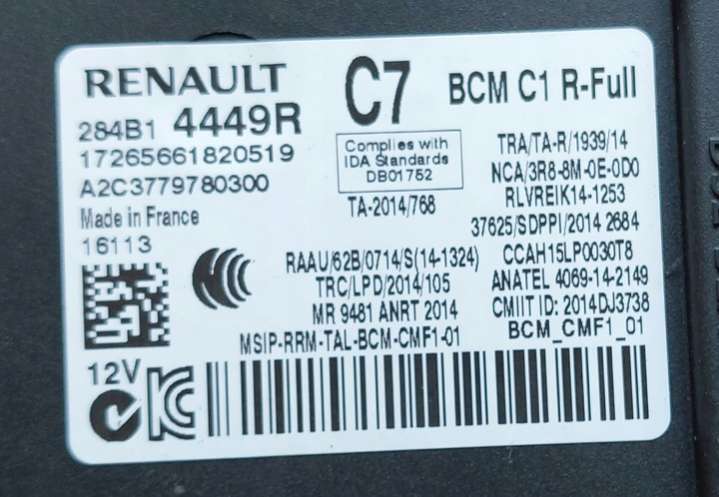 RENAULT
284B1 4449R
17265661820519
A2C3779780300
Made in France
16113
12V
C7
BCM C1 R-Full
Complies with
IDA Standards
DB01752
TA-2014/768
TRA/TA-R/1939/14
NCA/3R8-8M-0E-0D0
RLVREIK14-1253
37625/SDPPI/2014 2684
RAAU/62B/0714/S(14-1324)
CCAH15LP0030T8
TRC/LPD/2014/105
ANATEL 4069-14-2149
MR 9481 ANRT 2014
CMIIT ID: 2014DJ3738
MSIP-RRM-TAL-BCM-CMF1-01
BCM_CMF1_01